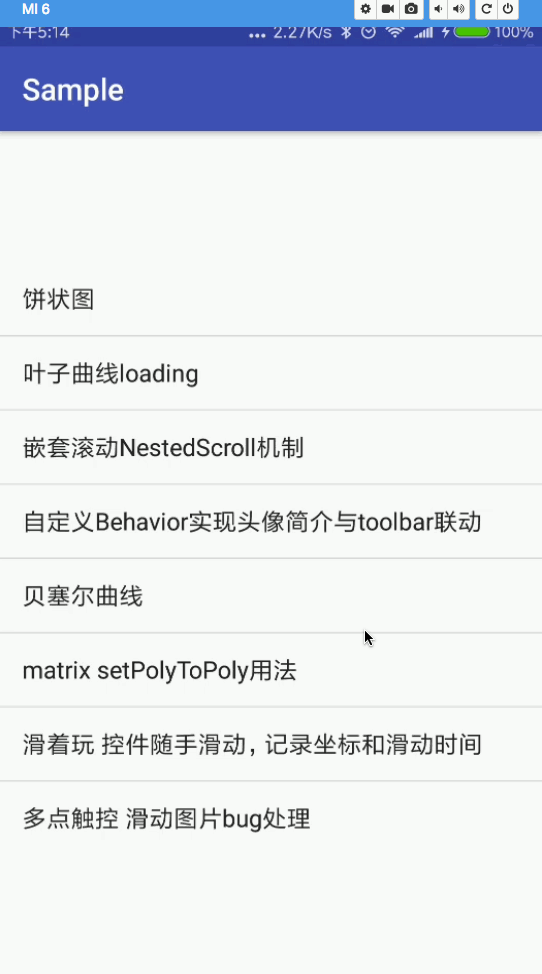 MI 6
下午5:14
... 2.27K/s 100%
Sample
饼状图
叶子曲线loading
嵌套滚动NestedScroll机制
自定义Behavior实现头像简介与toolbar联动
贝塞尔曲线
matrix setPolyToPoly用法
滑着玩 控件随手滑动，记录坐标和滑动时间
多点触控 滑动图片bug处理